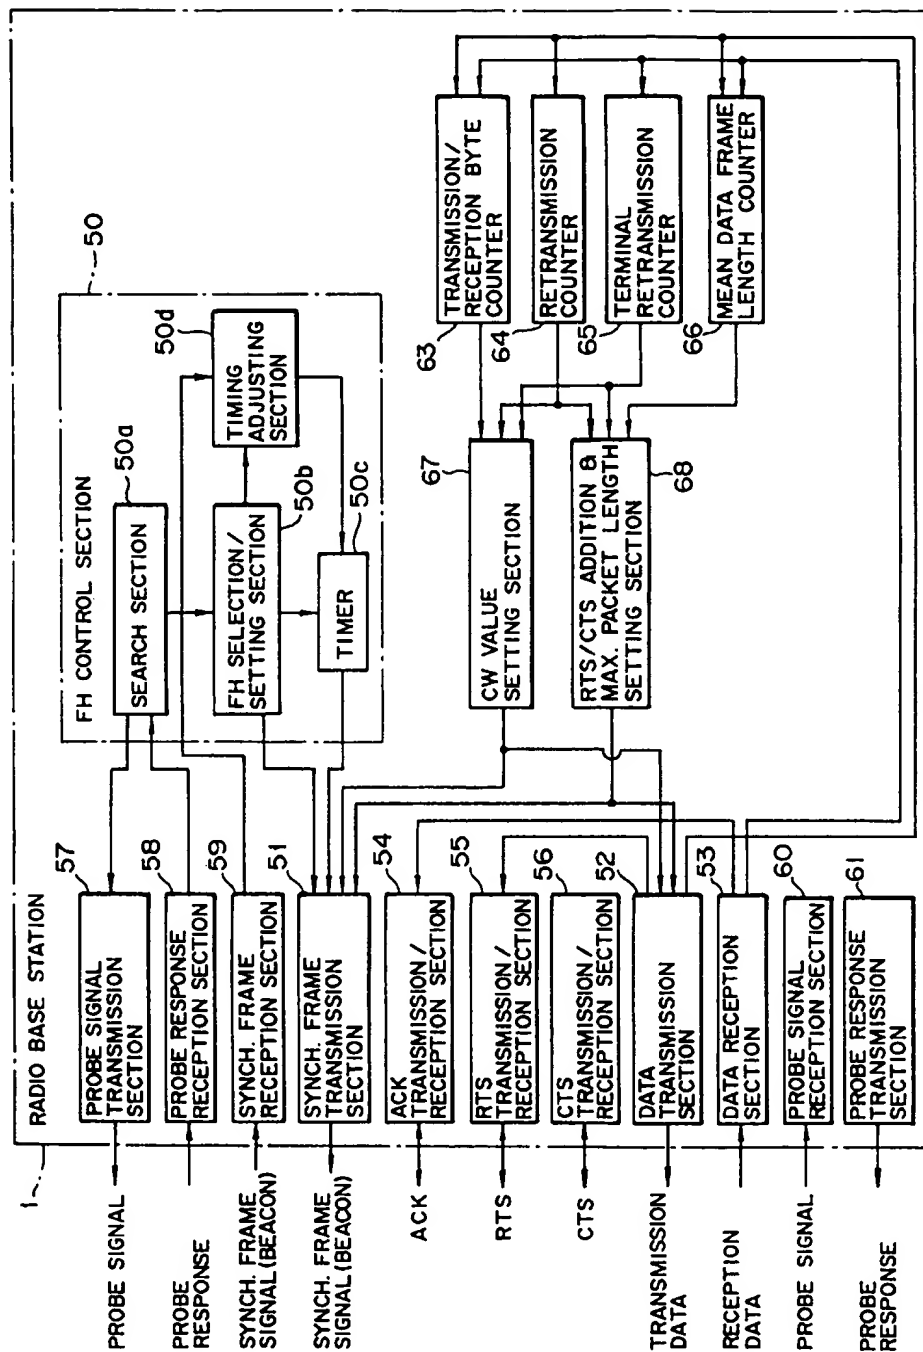 1
RADIO BASE STATION
PROBE SIGNAL
PROBE SIGNAL
TRANSMISSION
SECTION
57
PROBE
RESPONSE
PROBE RESPONSE
RECEPTION SECTION
58
SYNCH. FRAME
SIGNAL (BEACON)
SYNCH. FRAME
RECEPTION SECTION
59
SYNCH. FRAME
SIGNAL (BEACON)
SYNCH. FRAME
TRANSMISSION
SECTION
51
ACK
ACK
TRANSMISSION/
RECEPTION SECTION
54
RTS
RTS
TRANSMISSION/
RECEPTION SECTION
55
CTS
CTS
TRANSMISSION/
RECEPTION SECTION
56
TRANSMISSION
DATA
DATA
TRANSMISSION
SECTION
52
RECEPTION
DATA
DATA RECEPTION
SECTION
53
PROBE SIGNAL
PROBE SIGNAL
RECEPTION SECTION
60
PROBE
RESPONSE
PROBE RESPONSE
TRANSMISSION
SECTION
61
FH CONTROL SECTION
50
SEARCH SECTION
50a
FH SELECTION/
SETTING SECTION
50b
TIMER
50c
TIMING
ADJUSTING
SECTION
50d
CW VALUE
SETTING SECTION
67
RTS/CTS ADDITION &
MAX. PACKET LENGTH
SETTING SECTION
68
TRANSMISSION/
RECEPTION BYTE
COUNTER
63
RETRANSMISSION
COUNTER
64
TERMINAL
RETRANSMISSION
COUNTER
65
MEAN DATA FRAME
LENGTH COUNTER
66